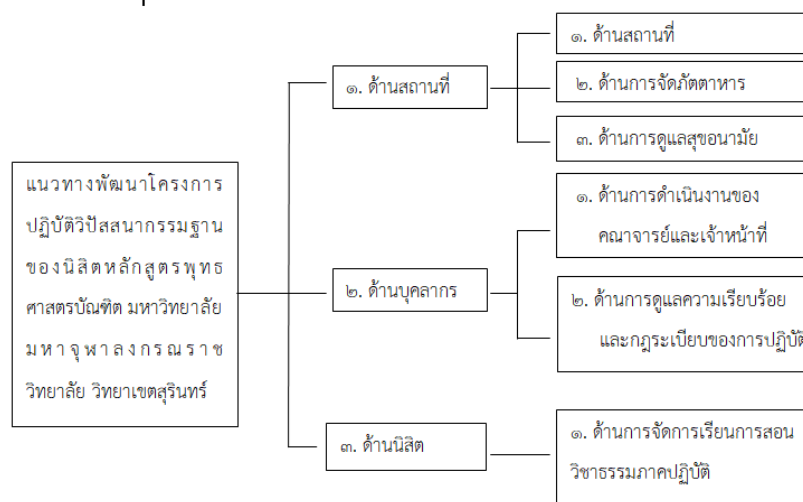 แนวทางพัฒนาโครงการ
ปฏิบัติวิปัสสนากรรมฐาน
ของนิสิตหลักสูตรพุทธ
ศาสตรบัณฑิต มหาวิทยาลัย
มหาจุฬาลงกรณราช
วิทยาลัย วิทยาเขตสุรินทร์
๑. ด้านสถานที่
๑. ด้านสถานที่
๒. ด้านการจัดภัตตาหาร
๓. ด้านการดูแลสุขอนามัย
๒. ด้านบุคลากร
๑. ด้านการดำเนินงานของ
คณาจารย์และเจ้าหน้าที่
๒. ด้านการดูแลความเรียบร้อย
และกฎระเบียบของการปฏิบัติ
๓. ด้านนิสิต
๑. ด้านการจัดการเรียนการสอน
วิชาธรรมภาคปฏิบัติ